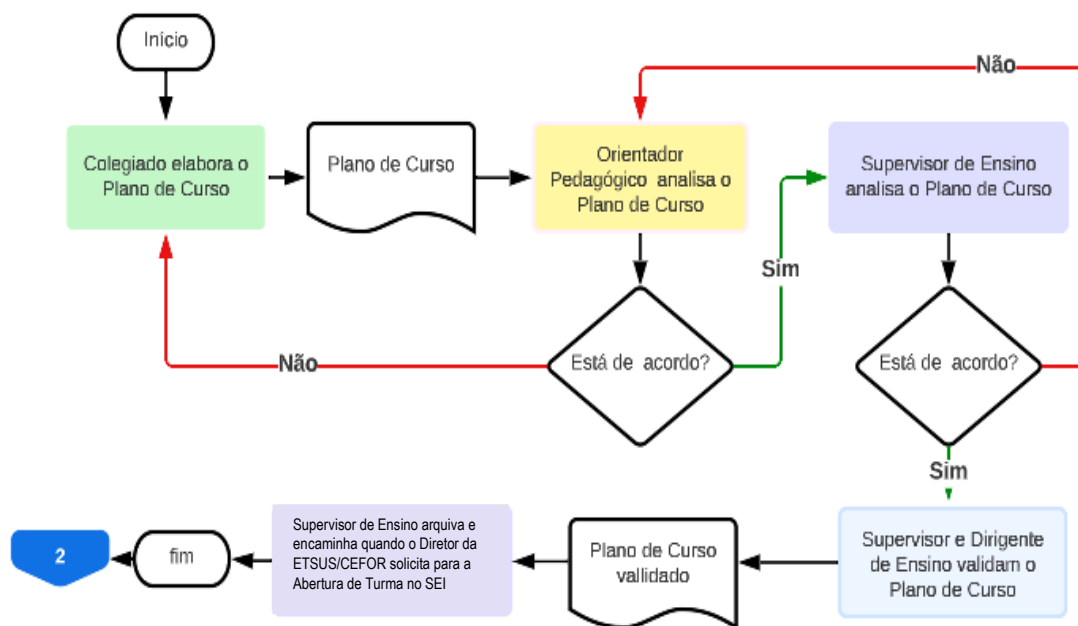 Início
Não
Colegiado elabora o
Plano de Curso
Plano de Curso
Orientador
Pedagógico analisa o
Plano de Curso
Supervisor de Ensino
analisa o Plano de Curso
Sim
Não
Está de acordo?
Está de acordo?
Sim
2
fim
Supervisor de Ensino arquiva e
encaminha quando o Diretor da
ETSUS/CEFOR solicita para a
Abertura de Turma no SEI
Plano de Curso
vallidado
Supervisor e Dirigente
de Ensino validam o
Plano de Curso